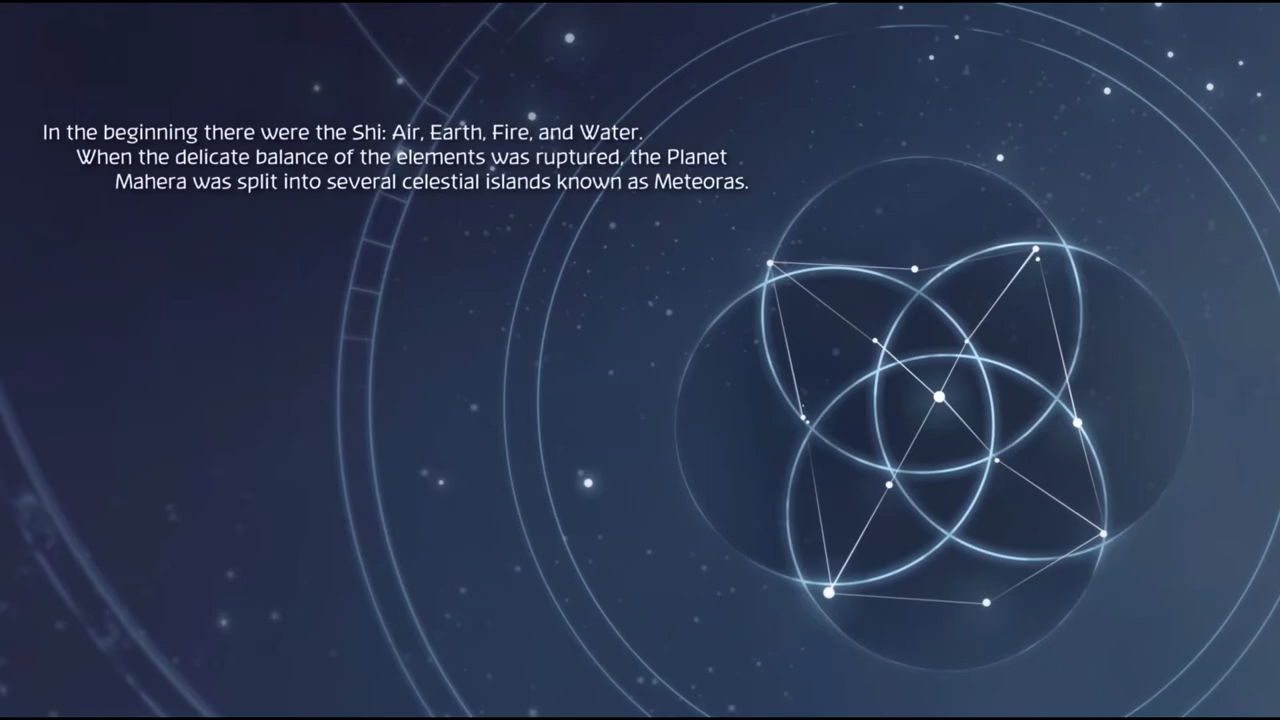 In the beginning there were the Shi: Air, Earth, Fire, and Water.
When the delicate balance of the elements was ruptured, the Planet
Mahera was split into several celestial islands known as Meteoras.